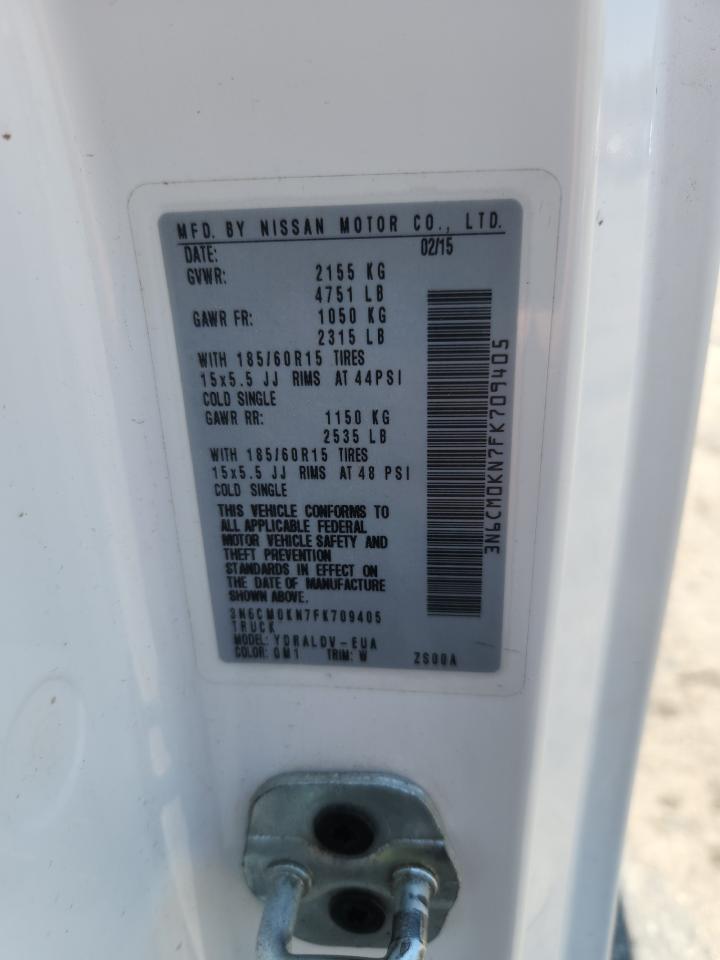 MFD. BY NISSAN MOTOR CO., LTD.
DATE: 02/15
GVWR: 2155 KG
4751 LB
GAWR FR: 1050 KG
2315 LB
WITH 185/60R15 TIRES
15x5.5 JJ RIMS AT 44PSI
COLD SINGLE
GAWR RR: 1150 KG
2535 LB
WITH 185/60R15 TIRES
15x5.5 JJ RIMS AT 48 PSI
COLD SINGLE
THIS VEHICLE CONFORMS TO
ALL APPLICABLE FEDERAL
MOTOR VEHICLE SAFETY AND
THEFT PREVENTION
STANDARDS IN EFFECT ON
THE DATE OF MANUFACTURE
SHOWN ABOVE.
3N6CM0KN7FK709405
TRUCK
MODEL: YDRALDV-EUA
COLOR: QM1 TRIM: W ZS00A
3N6CM0KN7FK709405